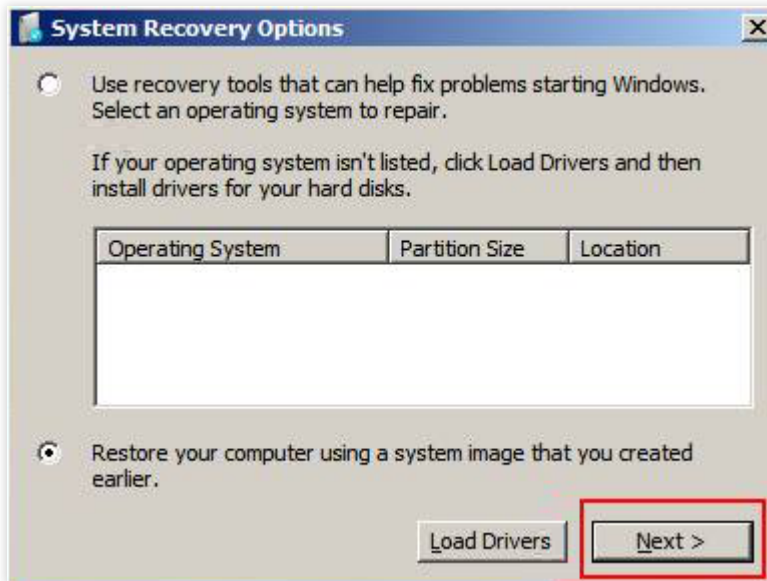 System Recovery Options
Use recovery tools that can help fix problems starting Windows.
Select an operating system to repair.
If your operating system isn't listed, click Load Drivers and then
install drivers for your hard disks.
Operating System Partition Size Location
Restore your computer using a system image that you created
earlier.
Load Drivers Next >